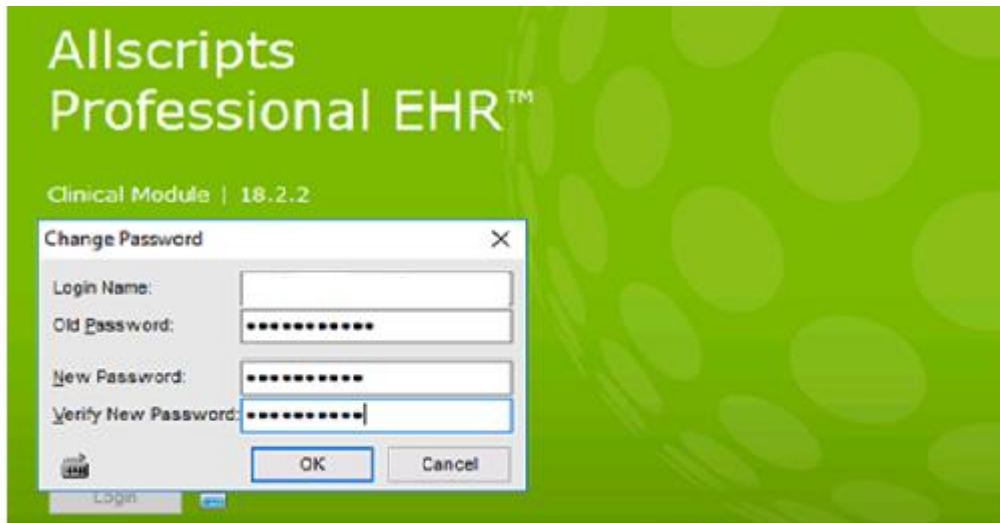 Allscripts
Professional EHR™
Clinical Module | 18.2.2
Change Password
Login Name:
Old Password:
New Password:
Verify New Password:
OK Cancel
Login